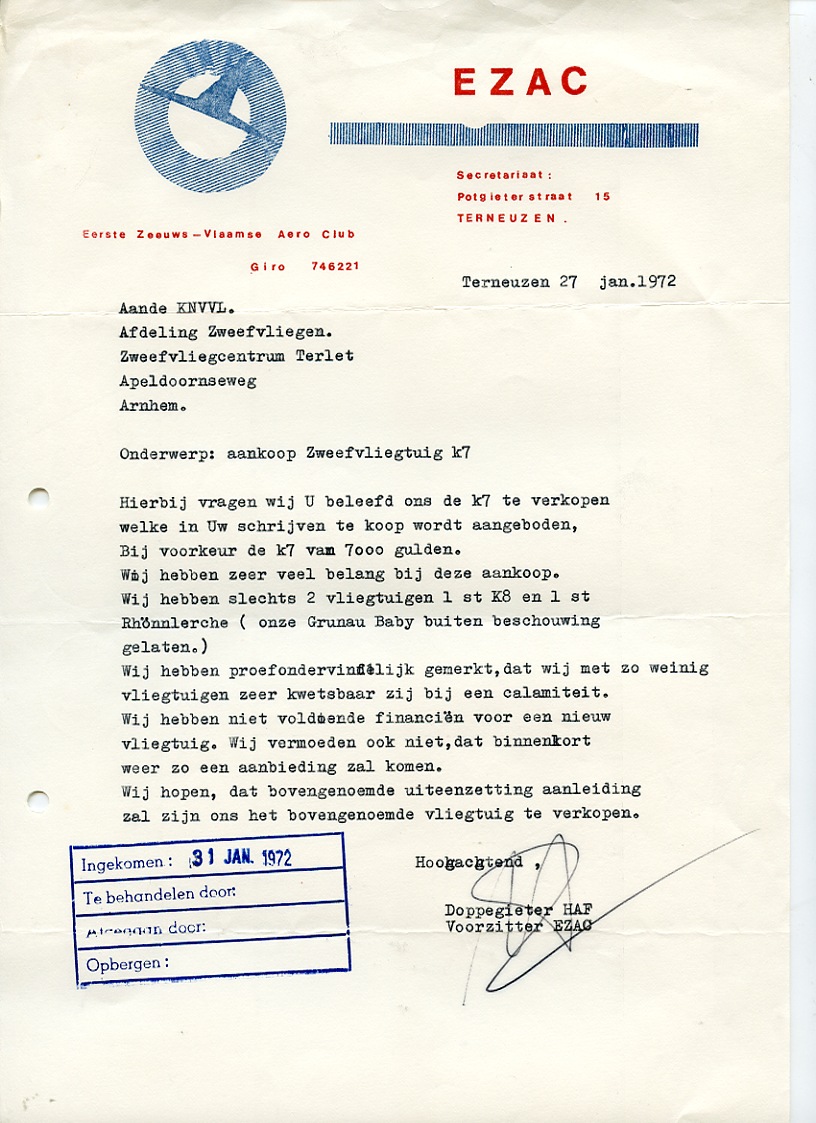 EZAC
Secretariaat:
Potgieterstraat 15
TERNEUZEN.
Eerste Zeeuws-Vlaamse Aero Club
Giro 746221
Terneuzen 27 jan.1972
Aande KNVVL.
Afdeling Zweefvliegen.
Zweefvliegcentrum Terlet
Apeldoornseweg
Arnhem.
Onderwerp: aankoop Zweefvliegtuig k7
Hierbij vragen wij U beleefd ons de k7 te verkopen
welke in Uw schrijven te koop wordt aangeboden,
Bij voorkeur de k7 van 7ooo gulden.
Wij hebben zeer veel belang bij deze aankoop.
Wij hebben slechts 2 vliegtuigen 1 st K8 en 1 st
Rhönnlerche ( onze Grunau Baby buiten beschouwing
gelaten.)
Wij hebben proefondervindelijk gemerkt,dat wij met zo weinig
vliegtuigen zeer kwetsbaar zij bij een calamiteit.
Wij hebben niet voldoende financiën voor een nieuw
vliegtuig. Wij vermoeden ook niet,dat binnenkort
weer zo een aanbieding zal komen.
Wij hopen, dat bovengenoemde uiteenzetting aanleiding
zal zijn ons het bovengenoemde vliegtuig te verkopen.
Hoogachtend ,
Doppegieter HAF
Voorzitter EZAC
Ingekomen: 31 JAN. 1972
Te behandelen door:
door:
Opbergen: